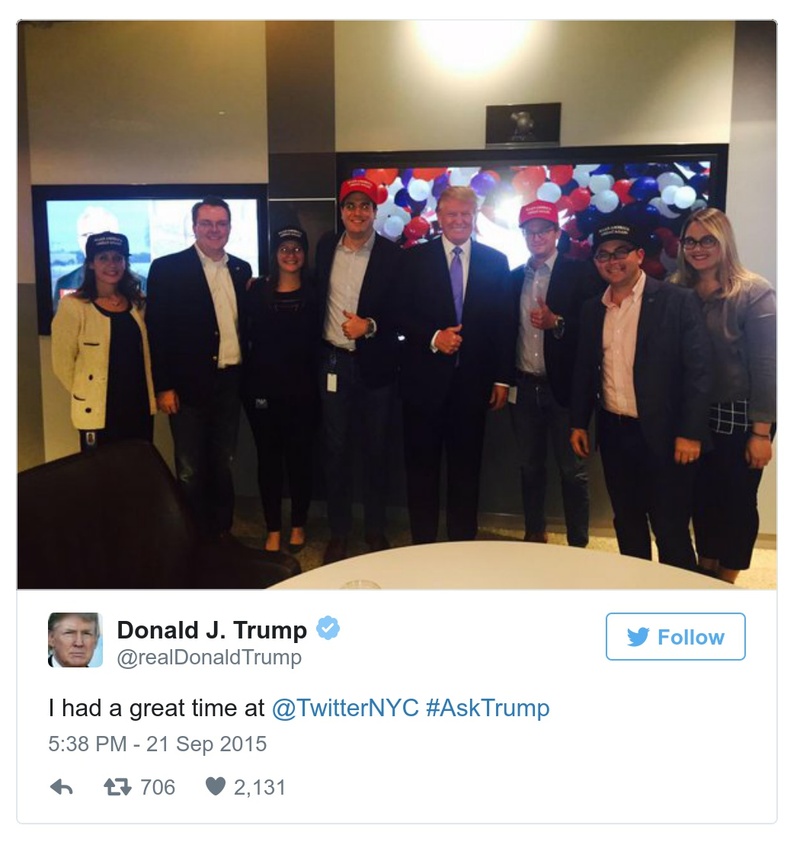 Donald J. Trump
@realDonaldTrump
Follow
I had a great time at @TwitterNYC #AskTrump
5:38 PM - 21 Sep 2015
706 2,131